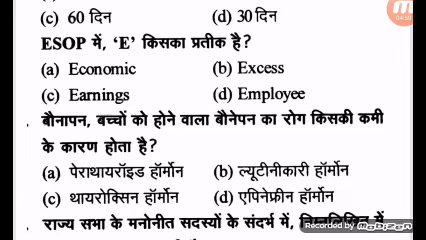 (c) 60 दिन (d) 30 दिन
ESOP में, ‘E’ किसका प्रतीक है?
(a) Economic (b) Excess
(c) Earnings (d) Employee
बौनापन, बच्चों को होने वाला बौनेपन का रोग किसकी कमी
के कारण होता है?
(a) पेराथायरॉइड हॉर्मोन (b) ल्यूटीनीकारी हॉर्मोन
(c) थायरोक्सिन हॉर्मोन (d) एपिनेफ्रीन हॉर्मोन
राज्य सभा के मनोनीत सदस्यों के संदर्भ में, निम्नलिखित में
Recorded by